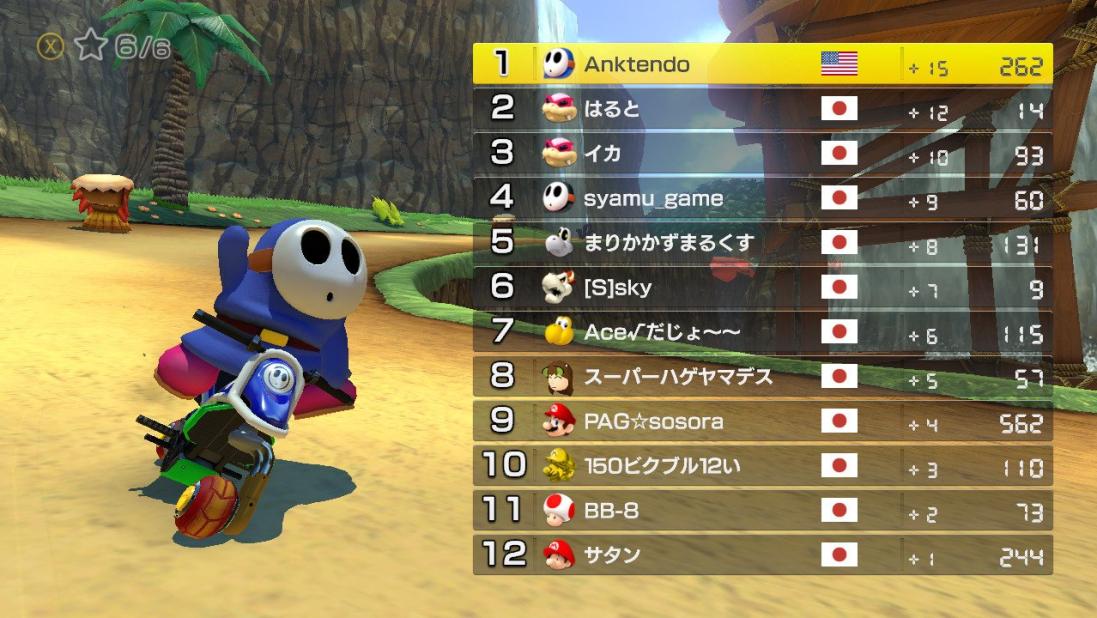 X ☆ 6/6
1 Anktendo + 15 262
2 はると + 12 14
3 イカ + 10 93
4 syamu_game + 9 60
5 まりかかずまるくす + 8 131
6 [S]sky + 7 9
7 Ace√だじょ〜〜 + 6 115
8 スーパーハゲヤマデス + 5 57
9 PAG☆sosora + 4 562
10 150ビクブル12い + 3 110
11 BB-8 + 2 73
12 サタン + 1 244